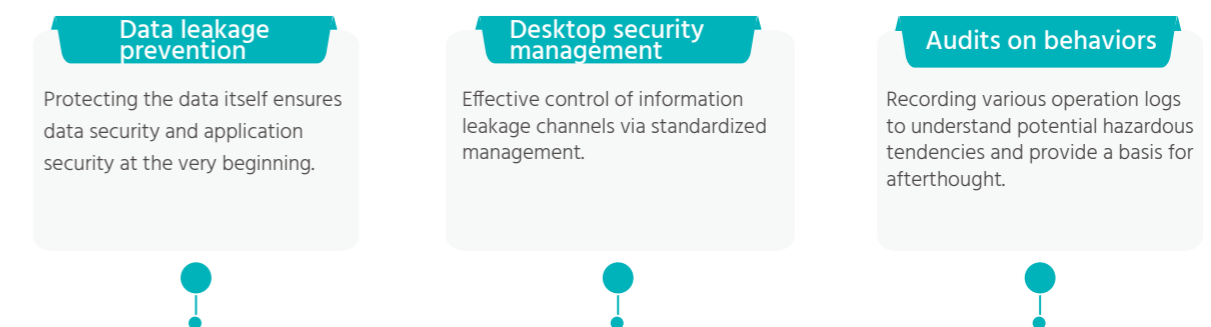 Data leakage
prevention
Protecting the data itself ensures
data security and application
security at the very beginning.
Desktop security
management
Effective control of information
leakage channels via standardized
management.
Audits on behaviors
Recording various operation logs
to understand potential hazardous
tendencies and provide a basis for
afterthought.